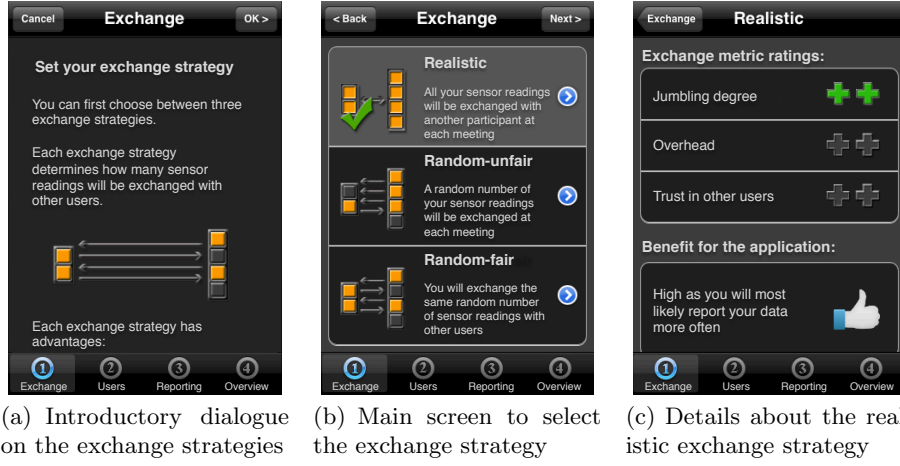 Cancel
Exchange
OK >
Set your exchange strategy
You can first choose between three
exchange strategies.
Each exchange strategy
determines how many sensor
readings will be exchanged with
other users.
Each exchange strategy has
advantages:
1
2
3
4
Exchange
Users
Reporting
Overview
(a) Introductory dialogue
on the exchange strategies
< Back
Exchange
Next >
Realistic
All your sensor readings
will be exchanged with
another participant at
each meeting
Random-unfair
A random number of
your sensor readings
will be exchanged at
each meeting
Random-fair
You will exchange the
same random number
of sensor readings with
other users
1
2
3
4
Exchange
Users
Reporting
Overview
(b) Main screen to select
the exchange strategy
Exchange
Realistic
Exchange metric ratings:
Jumbling degree
Overhead
Trust in other users
Benefit for the application:
High as you will most
likely report your data
more often
1
2
3
4
Exchange
Users
Reporting
Overview
(c) Details about the real
istic exchange strategy